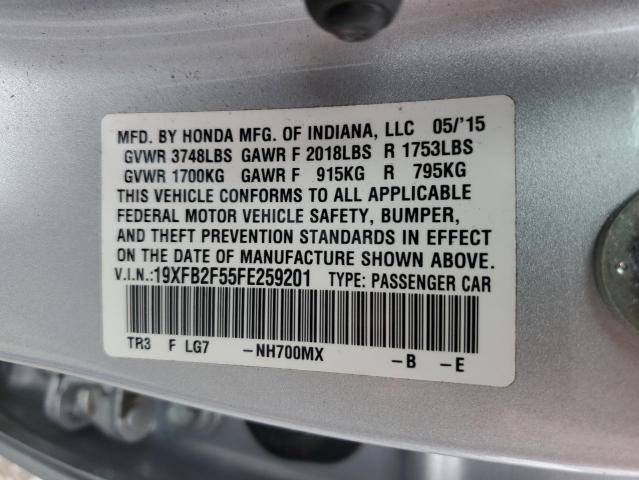 MFD. BY HONDA MFG. OF INDIANA, LLC 05/'15
GVWR 3748LBS GAWR F 2018LBS R 1753LBS
GVWR 1700KG GAWR F 915KG R 795KG
THIS VEHICLE CONFORMS TO ALL APPLICABLE
FEDERAL MOTOR VEHICLE SAFETY, BUMPER,
AND THEFT PREVENTION STANDARDS IN EFFECT
ON THE DATE OF MANUFACTURE SHOWN ABOVE.
V.I.N.:19XFB2F55FE259201 TYPE: PASSENGER CAR
TR3 F LG7 -NH700MX -B -E